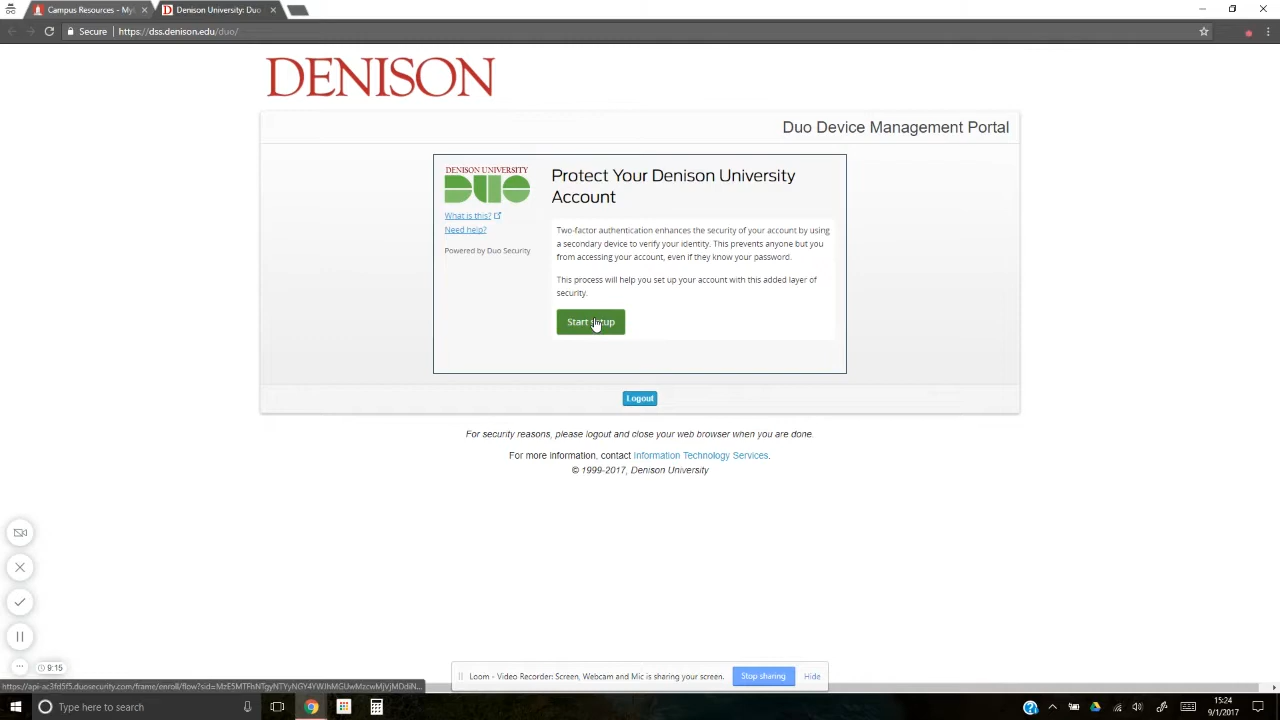 Campus Resources - My
Denison University: Duo
Secure
https://dss.denison.edu/duo/
DENISON
Duo Device Management Portal
DENISON UNIVERSITY
DUO
What is this?
Need help?
Powered by Duo Security
Protect Your Denison University
Account
Two-factor authentication enhances the security of your account by using
a secondary device to verify your identity. This prevents anyone but you
from accessing your account, even if they know your password.
This process will help you set up your account with this added layer of
security.
Start setup
Logout
For security reasons, please logout and close your web browser when you are done.
For more information, contact Information Technology Services.
© 1999-2017, Denison University
9:15
Loom - Video Recorder: Screen, Webcam and Mic is sharing your screen.
Stop sharing
Hide
Type here to search
15:24
9/1/2017